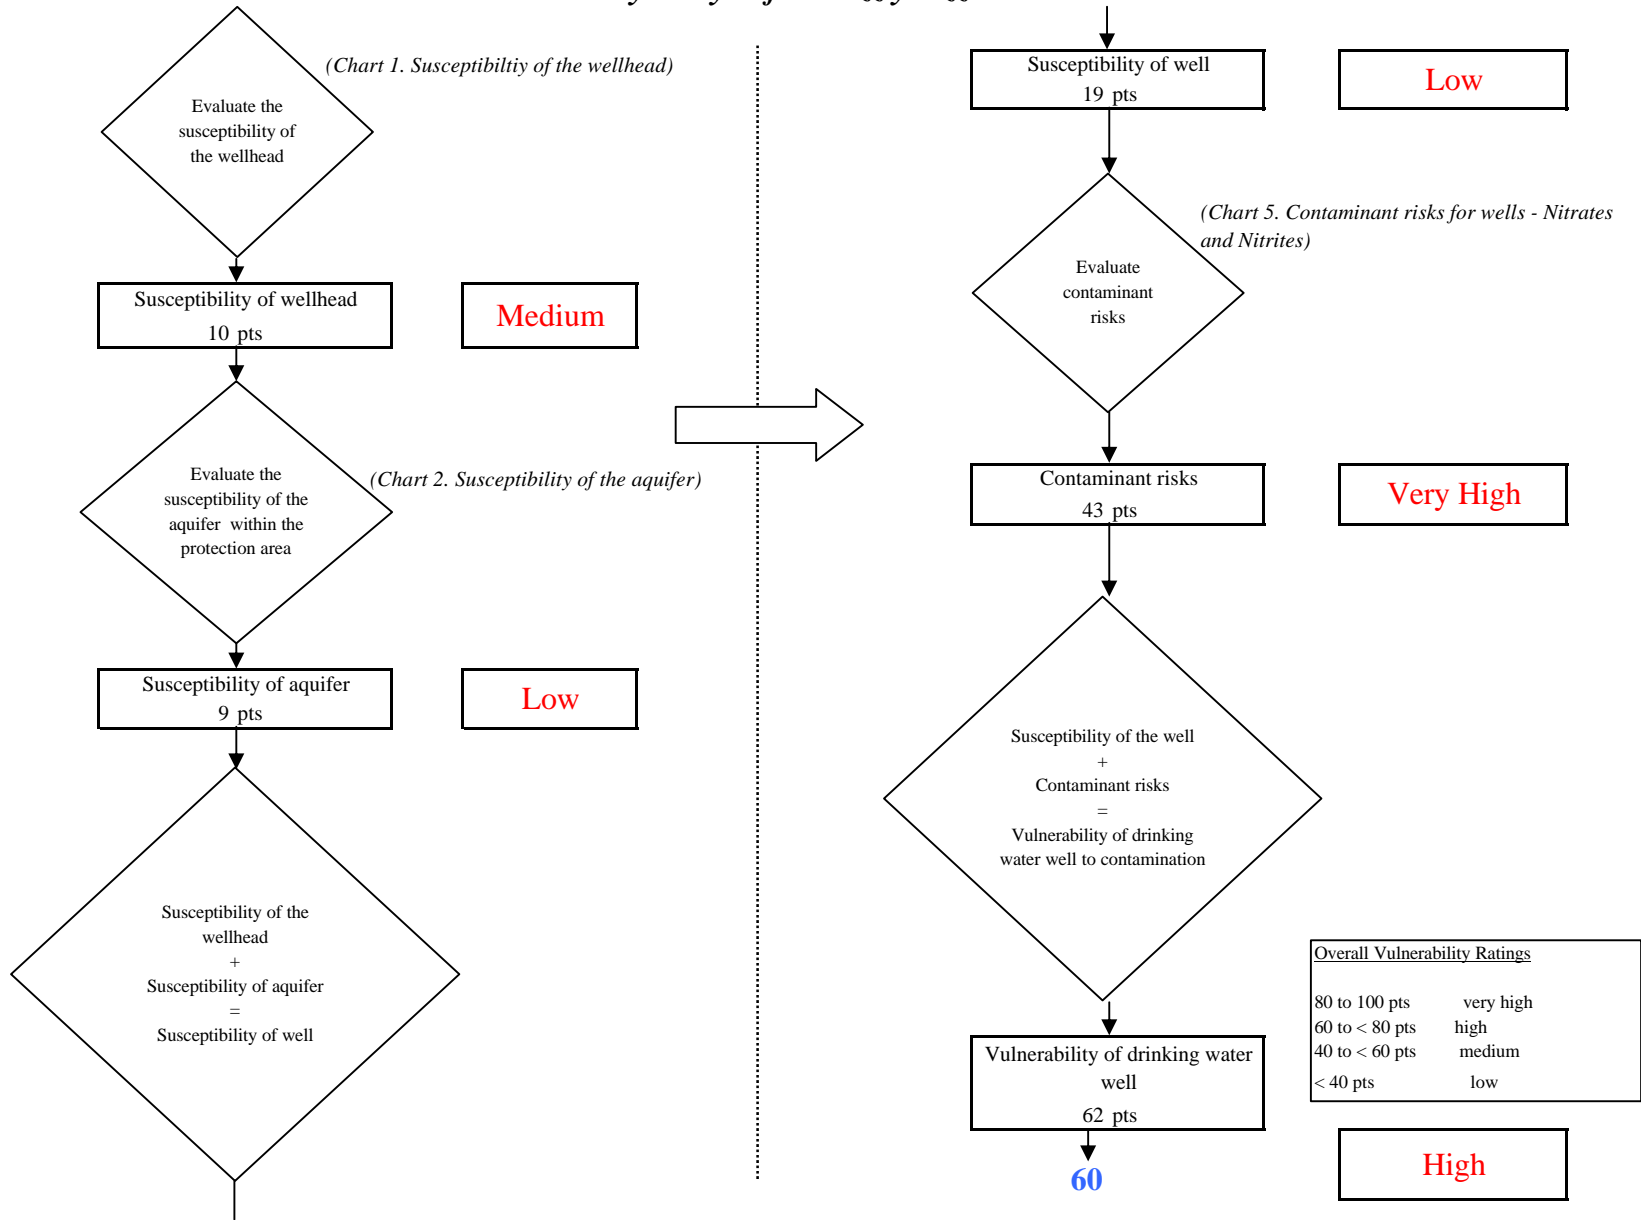 (Chart 1. Susceptibiltiy of the wellhead)
Evaluate the
susceptibility of
the wellhead
Susceptibility of wellhead
10 pts
Medium
Evaluate the
susceptibility of the
aquifer within the
protection area
(Chart 2. Susceptibility of the aquifer)
Susceptibility of aquifer
9 pts
Low
Susceptibility of the
wellhead
+
Susceptibility of aquifer
=
Susceptibility of well
Susceptibility of well
19 pts
Low
(Chart 5. Contaminant risks for wells - Nitrates
and Nitrites)
Evaluate
contaminant
risks
Contaminant risks
43 pts
Very High
Susceptibility of the well
+
Contaminant risks
=
Vulnerability of drinking
water well to contamination
Overall Vulnerability Ratings
80 to 100 pts very high
60 to < 80 pts high
40 to < 60 pts medium
< 40 pts low
Vulnerability of drinking water
well
62 pts
60
High